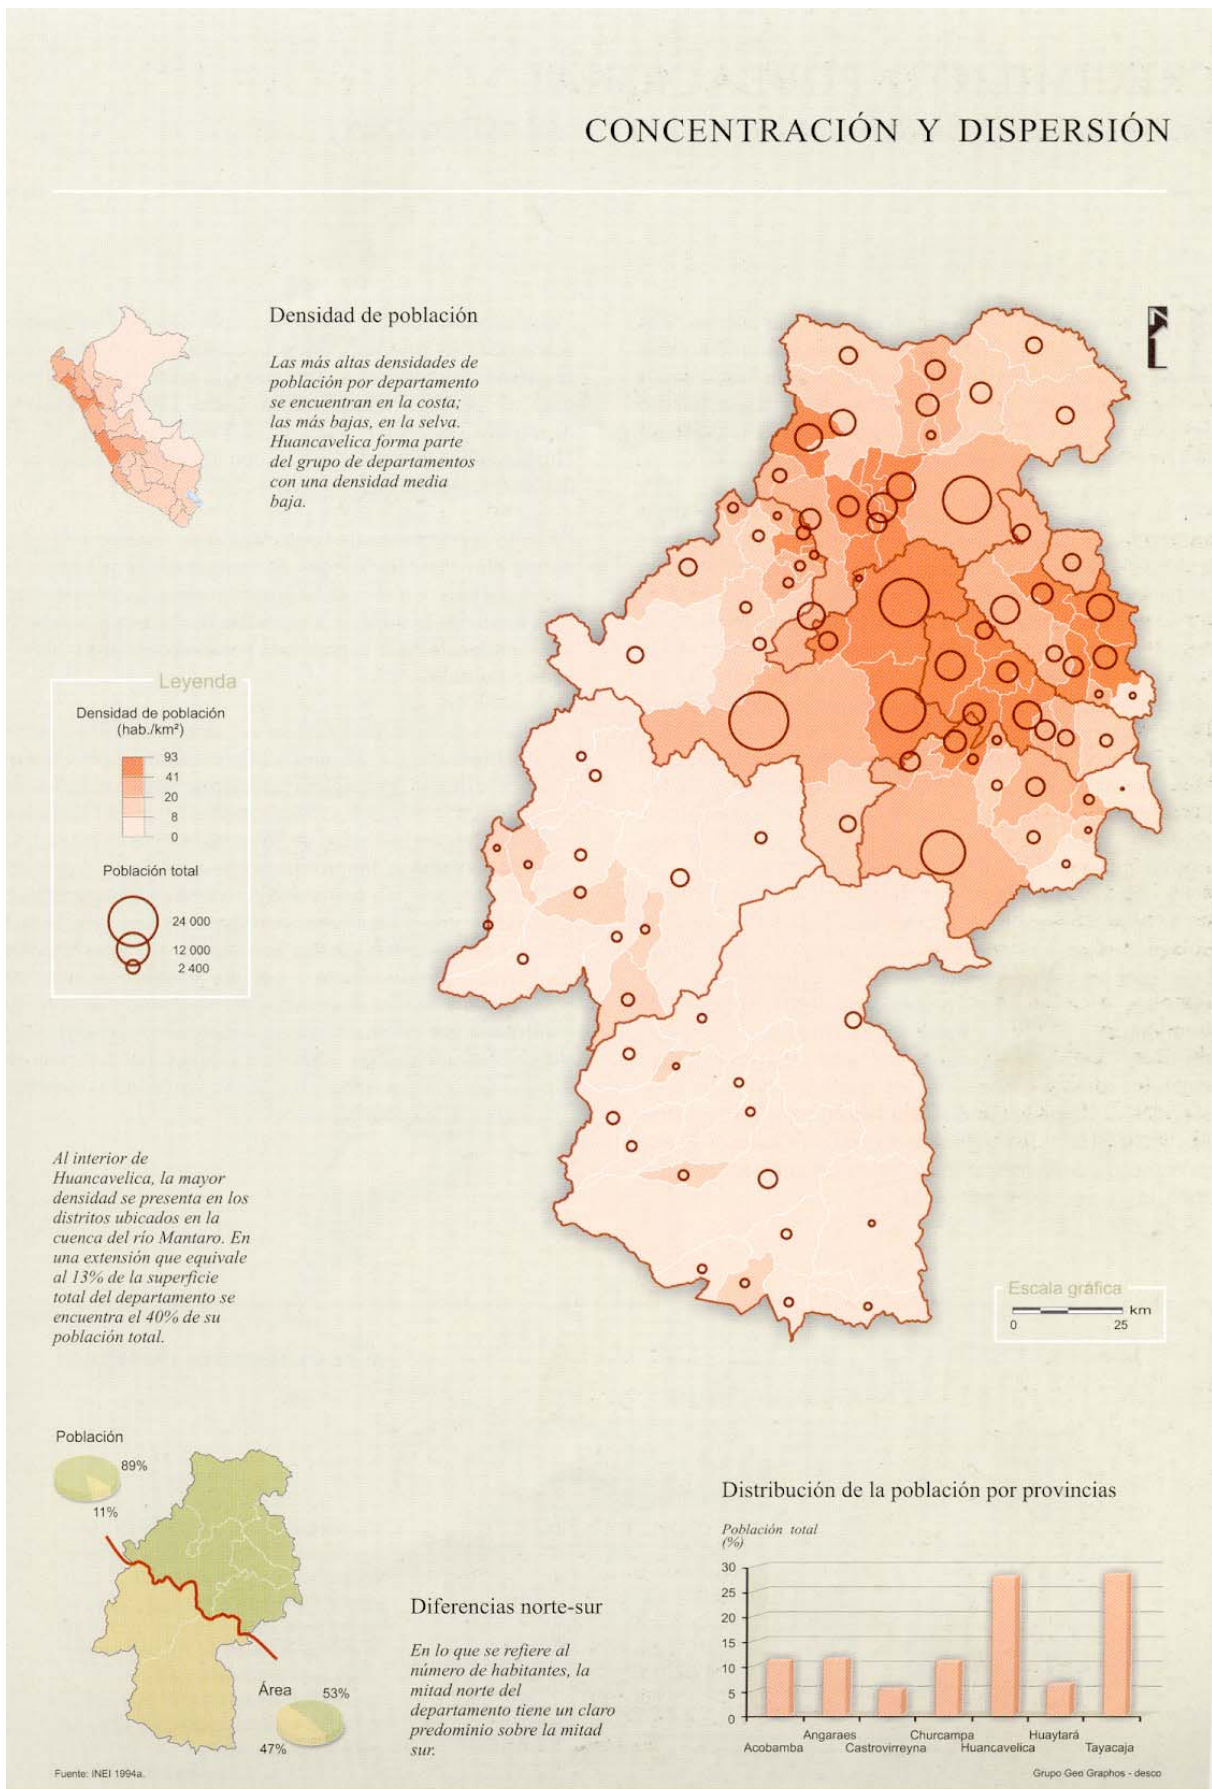 CONCENTRACIÓN Y DISPERSIÓN
Densidad de población
Las más altas densidades de
población por departamento
se encuentran en la costa;
las más bajas, en la selva.
Huancavelica forma parte
del grupo de departamentos
con una densidad media
baja.
Leyenda
Densidad de población
(hab./km²)
93
41
20
8
0
Población total
24 000
12 000
2 400
Al interior de
Huancavelica, la mayor
densidad se presenta en los
distritos ubicados en la
cuenca del río Mantaro. En
una extensión que equivale
al 13% de la superficie
total del departamento se
encuentra el 40% de su
población total.
Escala gráfica
km
0 25
Población
89%
11%
Área
53%
47%
Diferencias norte-sur
En lo que se refiere al
número de habitantes, la
mitad norte del
departamento tiene un claro
predominio sobre la mitad
sur.
Distribución de la población por provincias
Población total
(%)
30
25
20
15
10
5
0
Acobamba
Angaraes
Castrovirreyna
Churcampa
Huancavelica
Huaytará
Tayacaja
Fuente: INEI 1994a.
Grupo Geo Graphos - desco